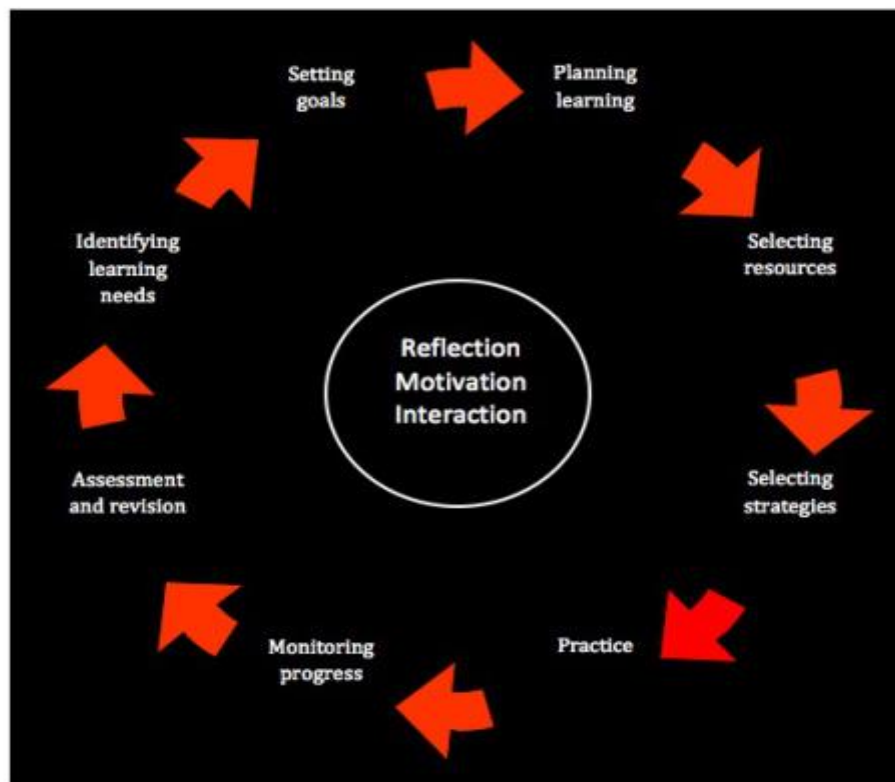 Setting
goals
Planning
learning
Selecting
resources
Selecting
strategies
Practice
Monitoring
progress
Assessment
and revision
Identifying
learning
needs
Reflection
Motivation
Interaction